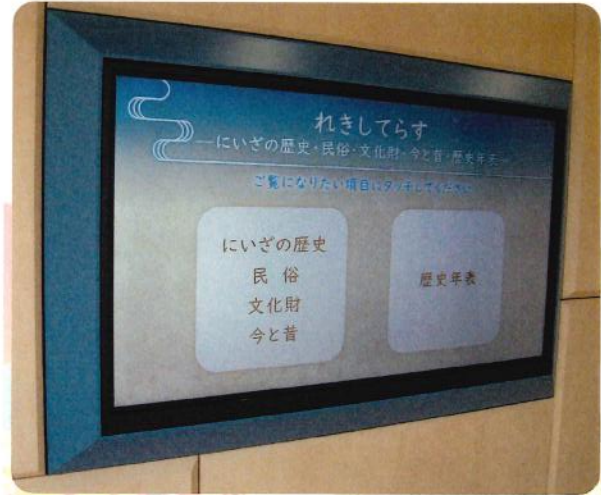 れきしてらす
―にいざの歴史・民俗・文化財・今と昔・歴史年表―
ご覧になりたい項目にタッチしてください
にいざの歴史
民 俗
文化財
今と昔
歴史年表